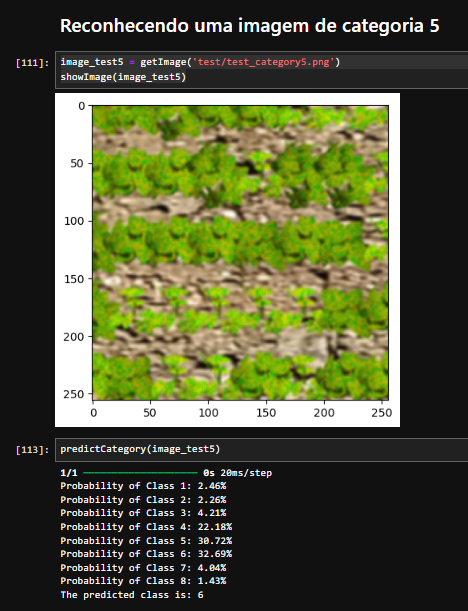 Reconhecendo uma imagem de categoria 5
[111]: image_test5 = getImage('test/test_category5.png')
showImage(image_test5)
0
50
100
150
200
250
0 50 100 150 200 250
[113]: predictCategory(image_test5)
1/1 ━━━━━━━━━━━━━━━━━━━━ 0s 20ms/step
Probability of Class 1: 2.46%
Probability of Class 2: 2.26%
Probability of Class 3: 4.21%
Probability of Class 4: 22.18%
Probability of Class 5: 30.72%
Probability of Class 6: 32.69%
Probability of Class 7: 4.04%
Probability of Class 8: 1.43%
The predicted class is: 6